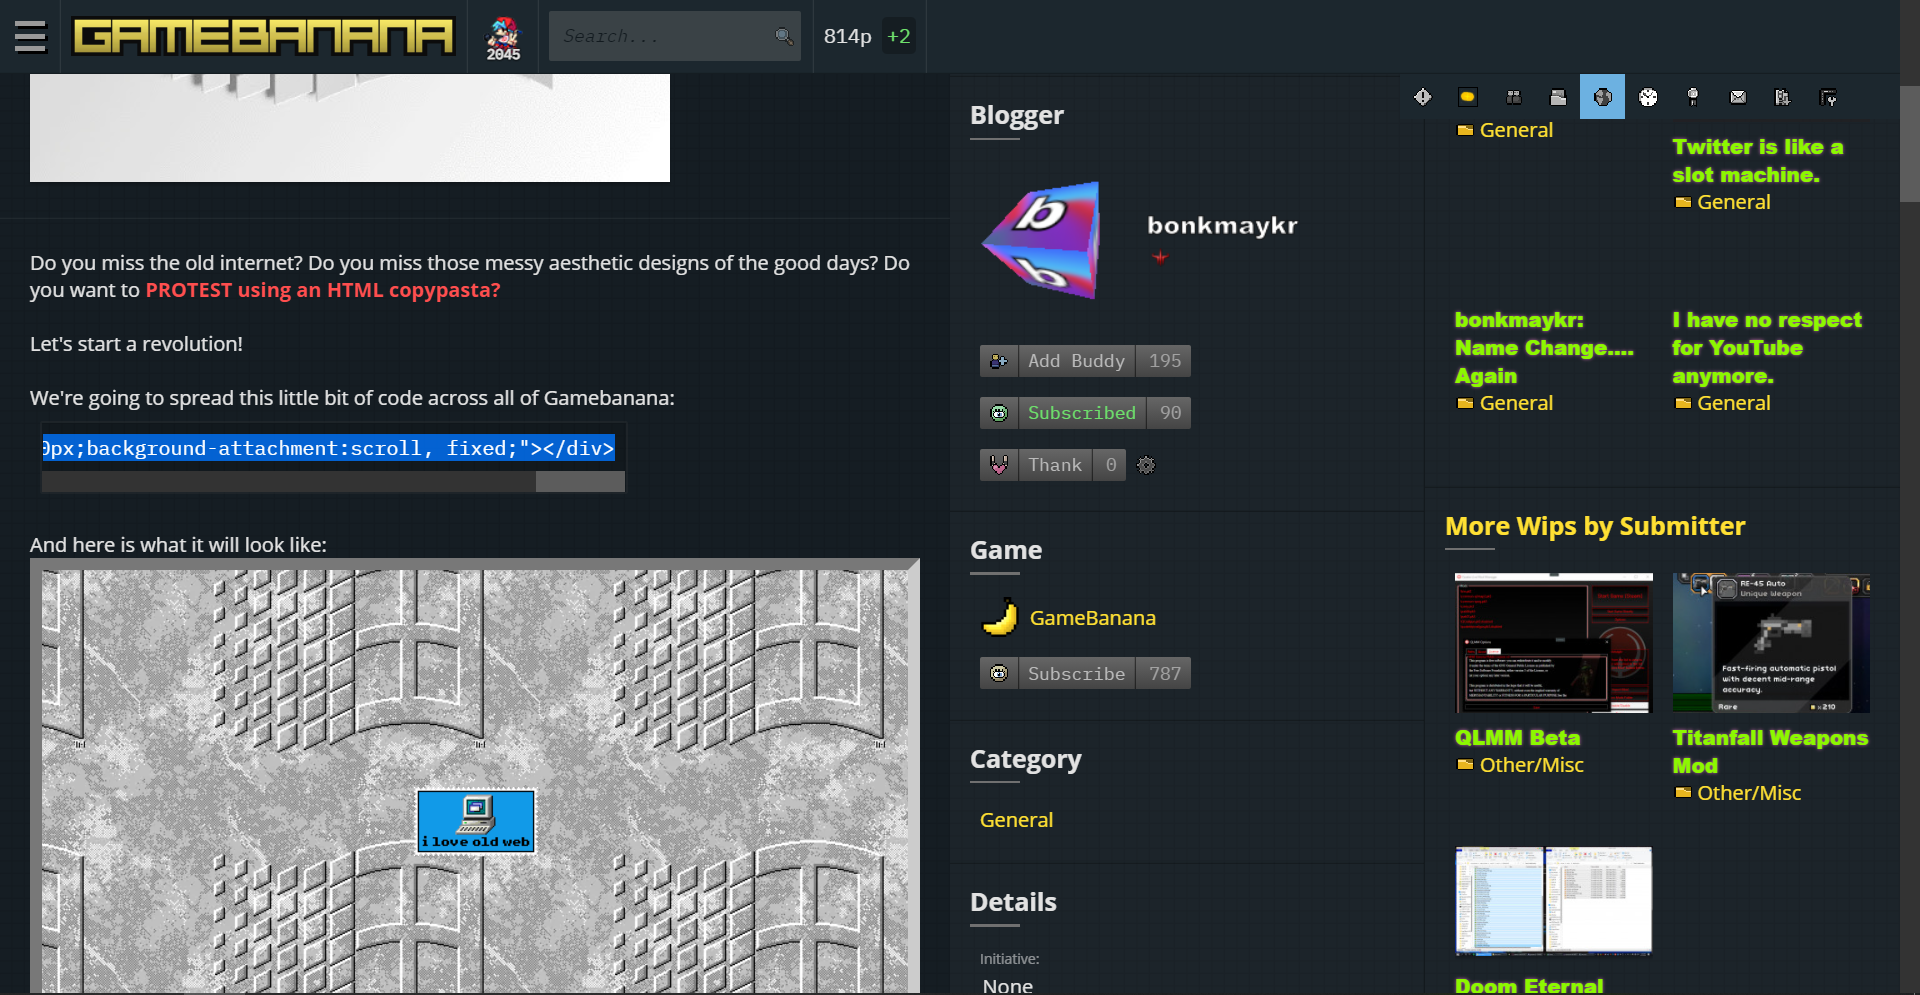 GAMEBANANA
2045
Search...
814p +2
Do you miss the old internet? Do you miss those messy aesthetic designs of the good days? Do
you want to PROTEST using an HTML copypasta?
Let's start a revolution!
We're going to spread this little bit of code across all of Gamebanana:
0px;background-attachment:scroll, fixed;"></div>
And here is what it will look like:
i love old web
Blogger
b
b
bonkmaykr
Add Buddy 195
Subscribed 90
Thank 0
Game
GameBanana
Subscribe 787
Category
General
Details
Initiative:
None
General
Twitter is like a
slot machine.
General
bonkmaykr:
Name Change....
Again
General
I have no respect
for YouTube
anymore.
General
More Wips by Submitter
RE-45 Auto
Unique Weapon
Fast-firing automatic pistol
with decent mid-range
accuracy.
Rare
210
QLMM Beta
Other/Misc
Titanfall Weapons
Mod
Other/Misc
Doom Eternal